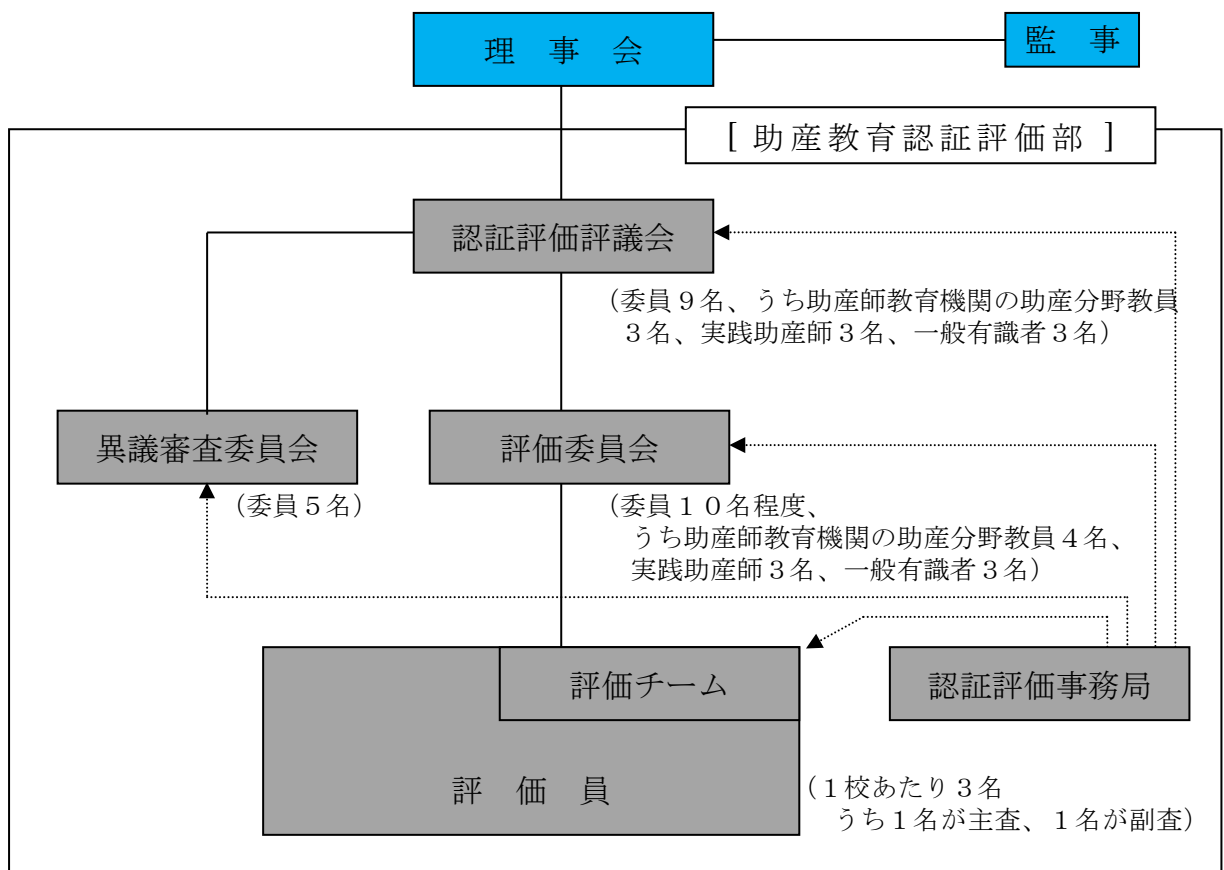 理　事　会
監　事
[ 助産教育認証評価部 ]
認証評価評議会
（委員９名、うち助産師教育機関の助産分野教員
３名、実践助産師３名、一般有識者３名）
異議審査委員会
（委員５名）
評価委員会
（委員１０名程度、
うち助産師教育機関の助産分野教員４名、
実践助産師３名、一般有識者３名）
評価チーム
認証評価事務局
評　価　員
（１校あたり３名
うち１名が主査、１名が副査）